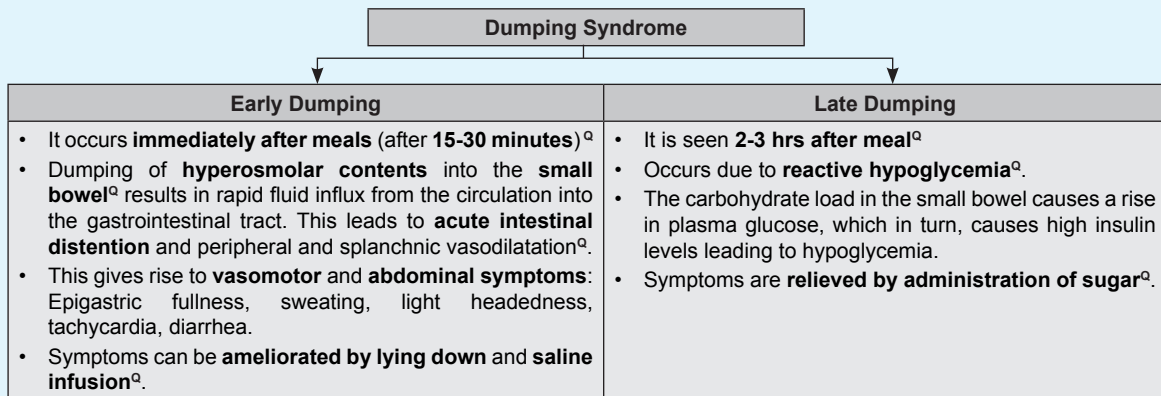 Dumping Syndrome
Early Dumping
• It occurs immediately after meals (after 15-30 minutes)Q
• Dumping of hyperosmolar contents into the small
bowelQ results in rapid fluid influx from the circulation into
the gastrointestinal tract. This leads to acute intestinal
distention and peripheral and splanchnic vasodilatationQ.
• This gives rise to vasomotor and abdominal symptoms:
Epigastric fullness, sweating, light headedness,
tachycardia, diarrhea.
• Symptoms can be ameliorated by lying down and saline
infusionQ.
Late Dumping
• It is seen 2-3 hrs after mealQ
• Occurs due to reactive hypoglycemiaQ.
• The carbohydrate load in the small bowel causes a rise
in plasma glucose, which in turn, causes high insulin
levels leading to hypoglycemia.
• Symptoms are relieved by administration of sugarQ.